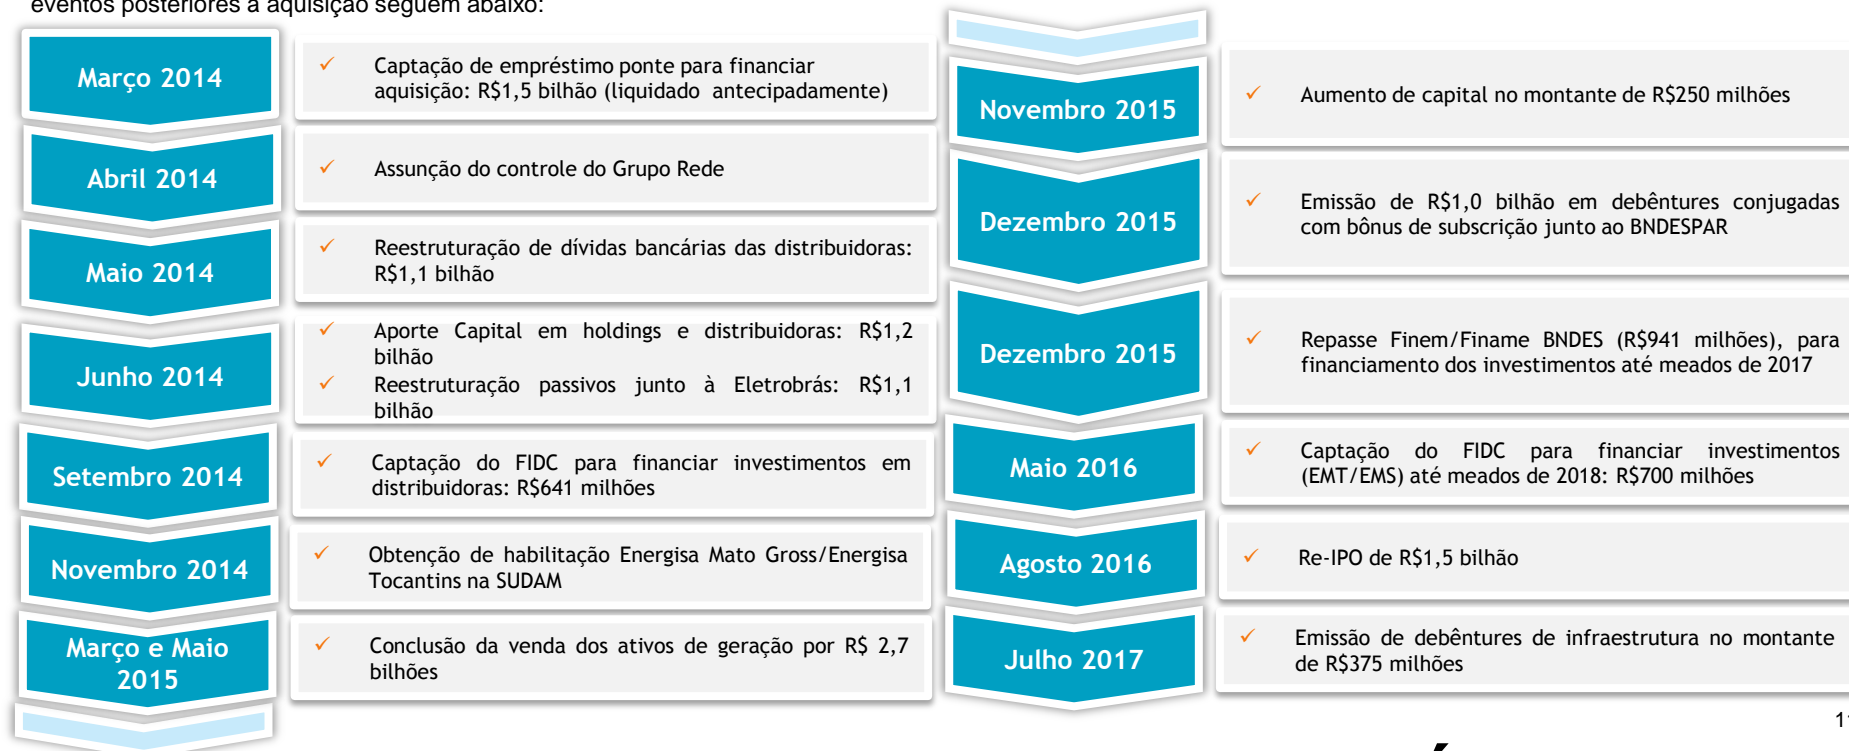 eventos posteriores a aquisição seguem abaixo:
Março 2014
✓ Captação de empréstimo ponte para financiar
aquisição: R$1,5 bilhão (liquidado antecipadamente)
Abril 2014
✓ Assunção do controle do Grupo Rede
Maio 2014
✓ Reestruturação de dívidas bancárias das distribuidoras:
R$1,1 bilhão
Junho 2014
✓ Aporte Capital em holdings e distribuidoras: R$1,2
bilhão
✓ Reestruturação passivos junto à Eletrobrás: R$1,1
bilhão
Setembro 2014
✓ Captação do FIDC para financiar investimentos em
distribuidoras: R$641 milhões
Novembro 2014
✓ Obtenção de habilitação Energisa Mato Gross/Energisa
Tocantins na SUDAM
Março e Maio
2015
✓ Conclusão da venda dos ativos de geração por R$ 2,7
bilhões
Novembro 2015
✓ Aumento de capital no montante de R$250 milhões
Dezembro 2015
✓ Emissão de R$1,0 bilhão em debêntures conjugadas
com bônus de subscrição junto ao BNDESPAR
Dezembro 2015
✓ Repasse Finem/Finame BNDES (R$941 milhões), para
financiamento dos investimentos até meados de 2017
Maio 2016
✓ Captação do FIDC para financiar investimentos
(EMT/EMS) até meados de 2018: R$700 milhões
Agosto 2016
✓ Re-IPO de R$1,5 bilhão
Julho 2017
✓ Emissão de debêntures de infraestrutura no montante
de R$375 milhões